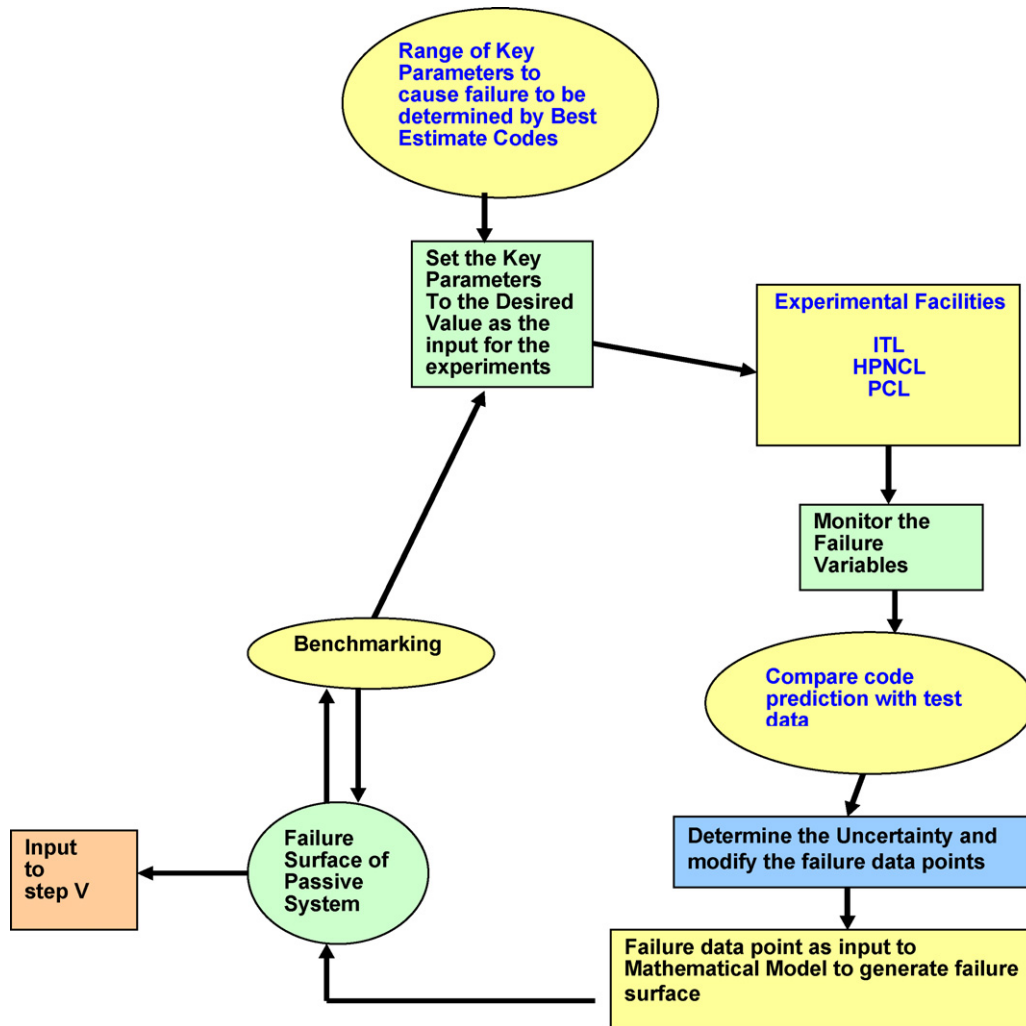 Range of Key
Parameters to
cause failure to be
determined by Best
Estimate Codes
Set the Key
Parameters
To the Desired
Value as the
input for the
experiments
Experimental Facilities
ITL
HPNCL
PCL
Monitor the
Failure
Variables
Compare code
prediction with test
data
Determine the Uncertainty and
modify the failure data points
Failure data point as input to
Mathematical Model to generate failure
surface
Benchmarking
Failure
Surface of
Passive
System
Input
to
step V